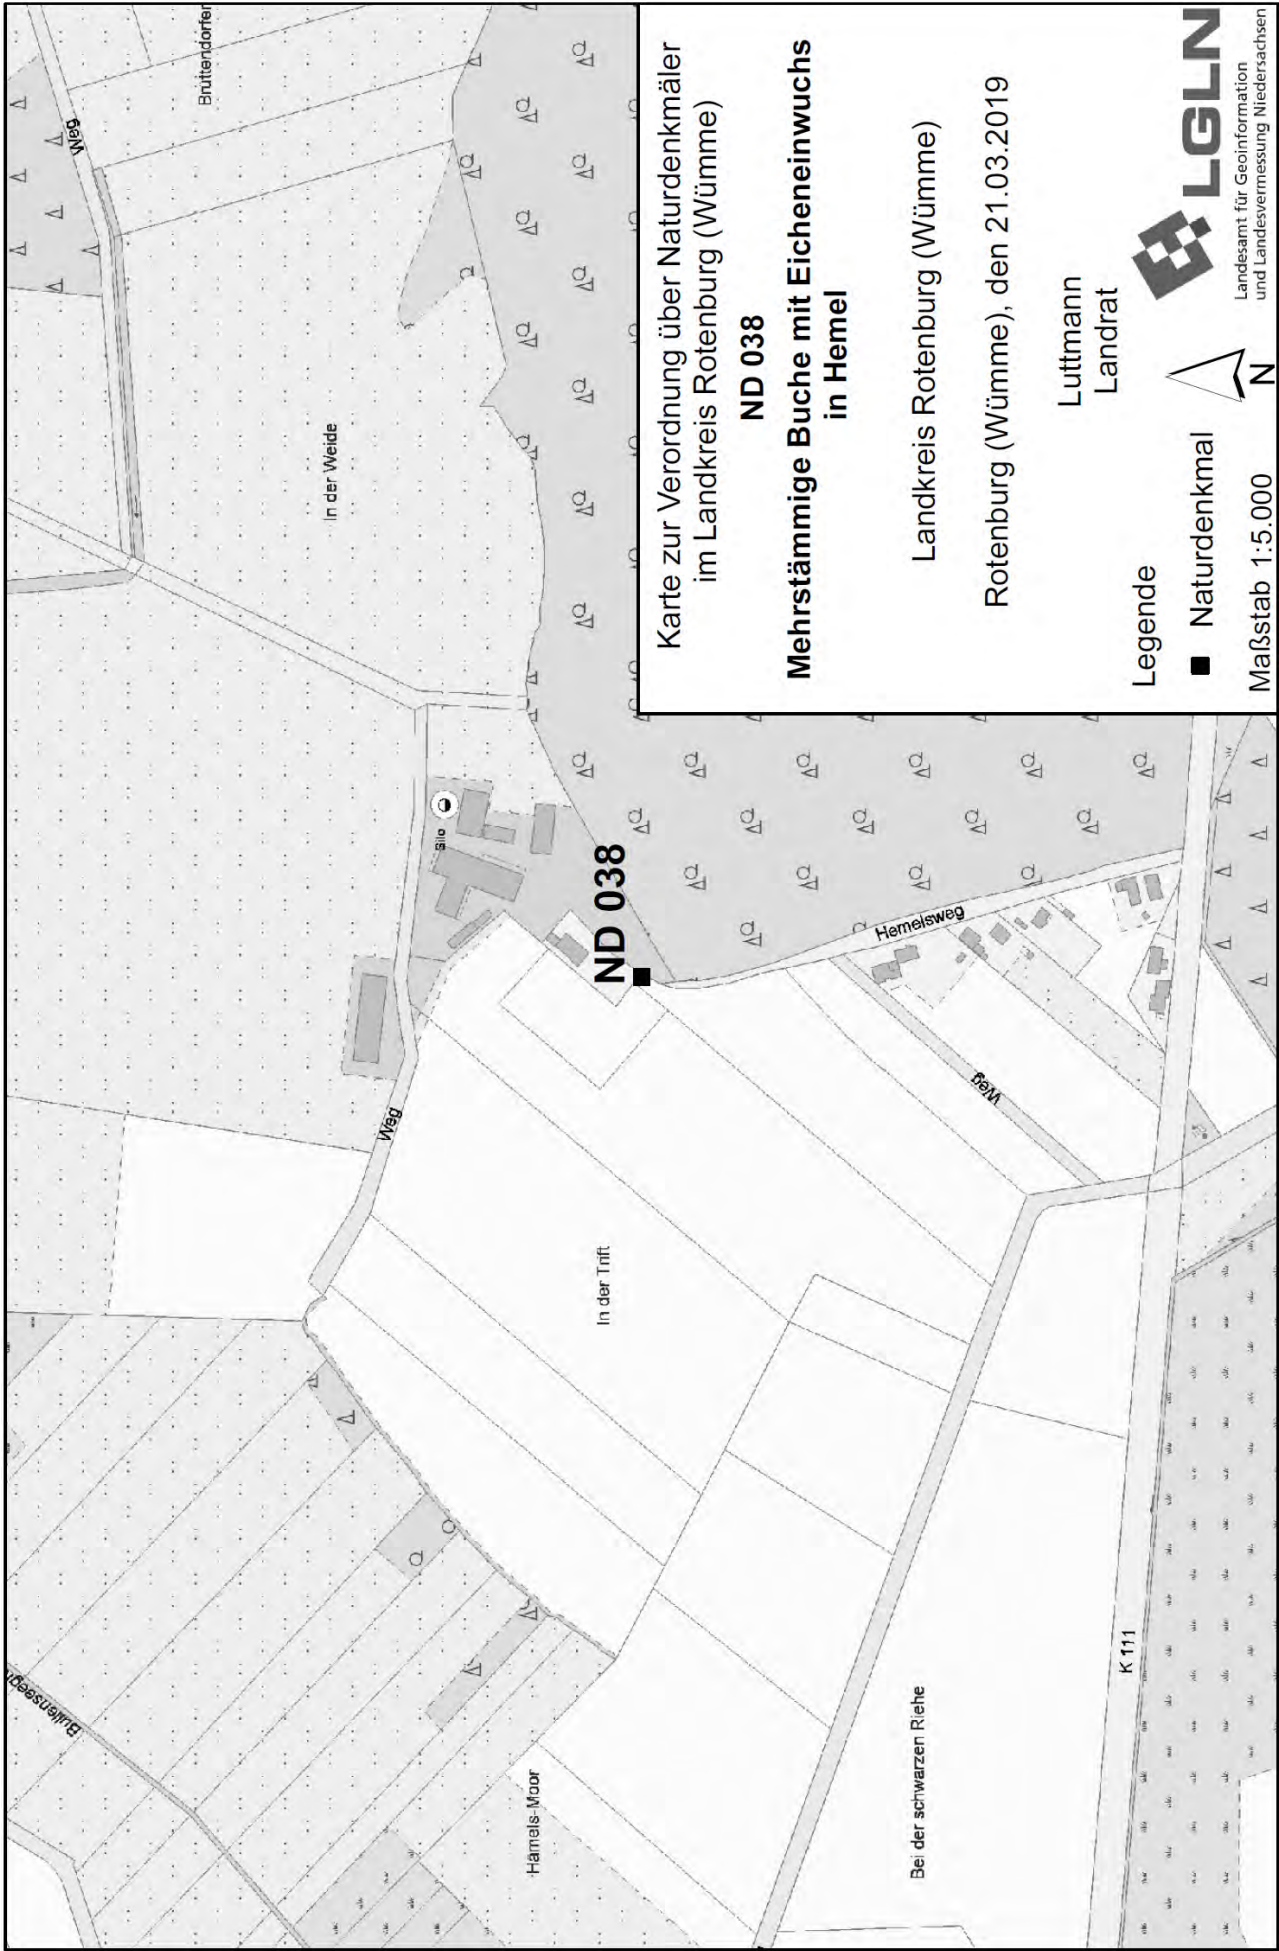 Karte zur Verordnung über Naturdenkmäler
im Landkreis Rotenburg (Wümme)
ND 038
Mehrstämmige Buche mit Eicheneinwuchs
in Hemel
Landkreis Rotenburg (Wümme)
Rotenburg (Wümme), den 21.03.2019
Luttmann
Landrat
Legende
Naturdenkmal
Maßstab 1:5.000
N
LGLN
Landesamt für Geoinformation
und Landesvermessung Niedersachsen
Hamels-Moor
Bei der schwarzen Riehe
K 111
In der Trift
Weg
Weg
Hemelsweg
ND 038
Silo
In der Weide
Weg